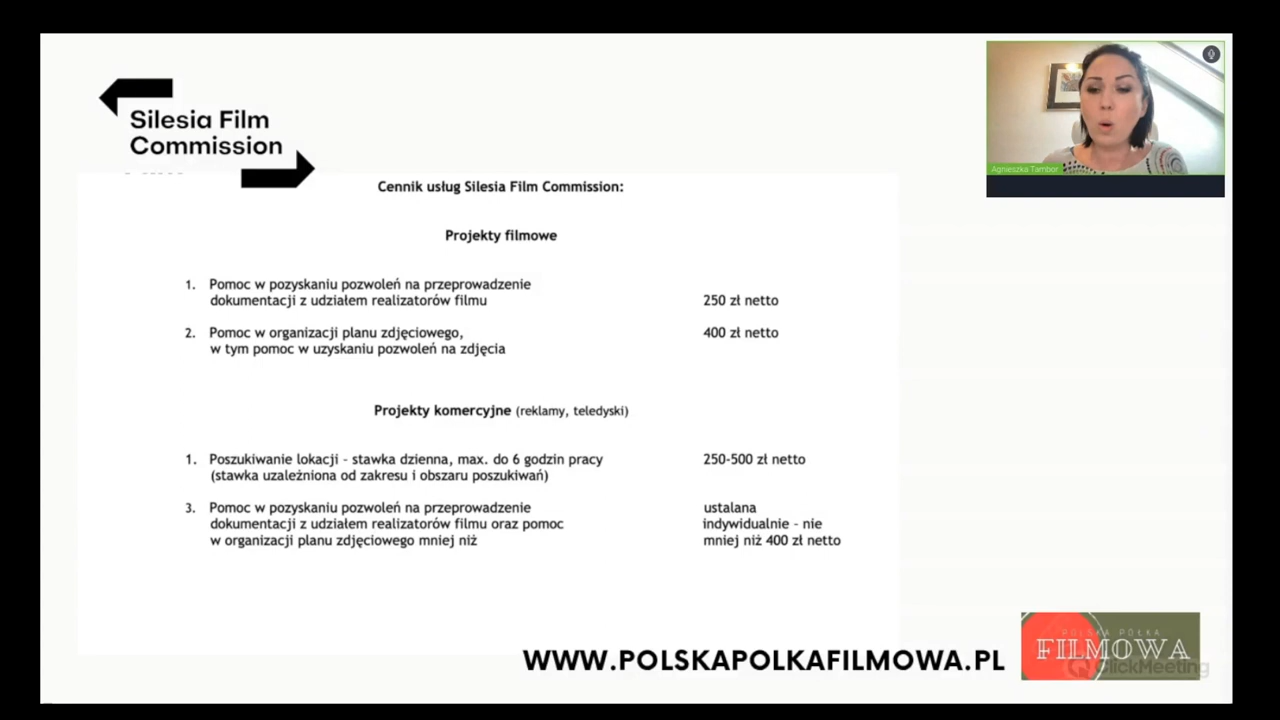 Silesia Film
Commission
Agnieszka Tambor
Cennik usług Silesia Film Commission:
Projekty filmowe
1. Pomoc w pozyskaniu pozwoleń na przeprowadzenie
dokumentacji z udziałem realizatorów filmu 250 zł netto
2. Pomoc w organizacji planu zdjęciowego, 400 zł netto
w tym pomoc w uzyskaniu pozwoleń na zdjęcia
Projekty komercyjne (reklamy, teledyski)
1. Poszukiwanie lokacji - stawka dzienna, max. do 6 godzin pracy 250-500 zł netto
(stawka uzależniona od zakresu i obszaru poszukiwań)
3. Pomoc w pozyskaniu pozwoleń na przeprowadzenie ustalana
dokumentacji z udziałem realizatorów filmu oraz pomoc indywidualnie - nie
w organizacji planu zdjęciowego mniej niż mniej niż 400 zł netto
WWW.POLSKAPOLKAFILMOWA.PL
POLSKA PÓŁKA
FILMOWA
ClickMeeting